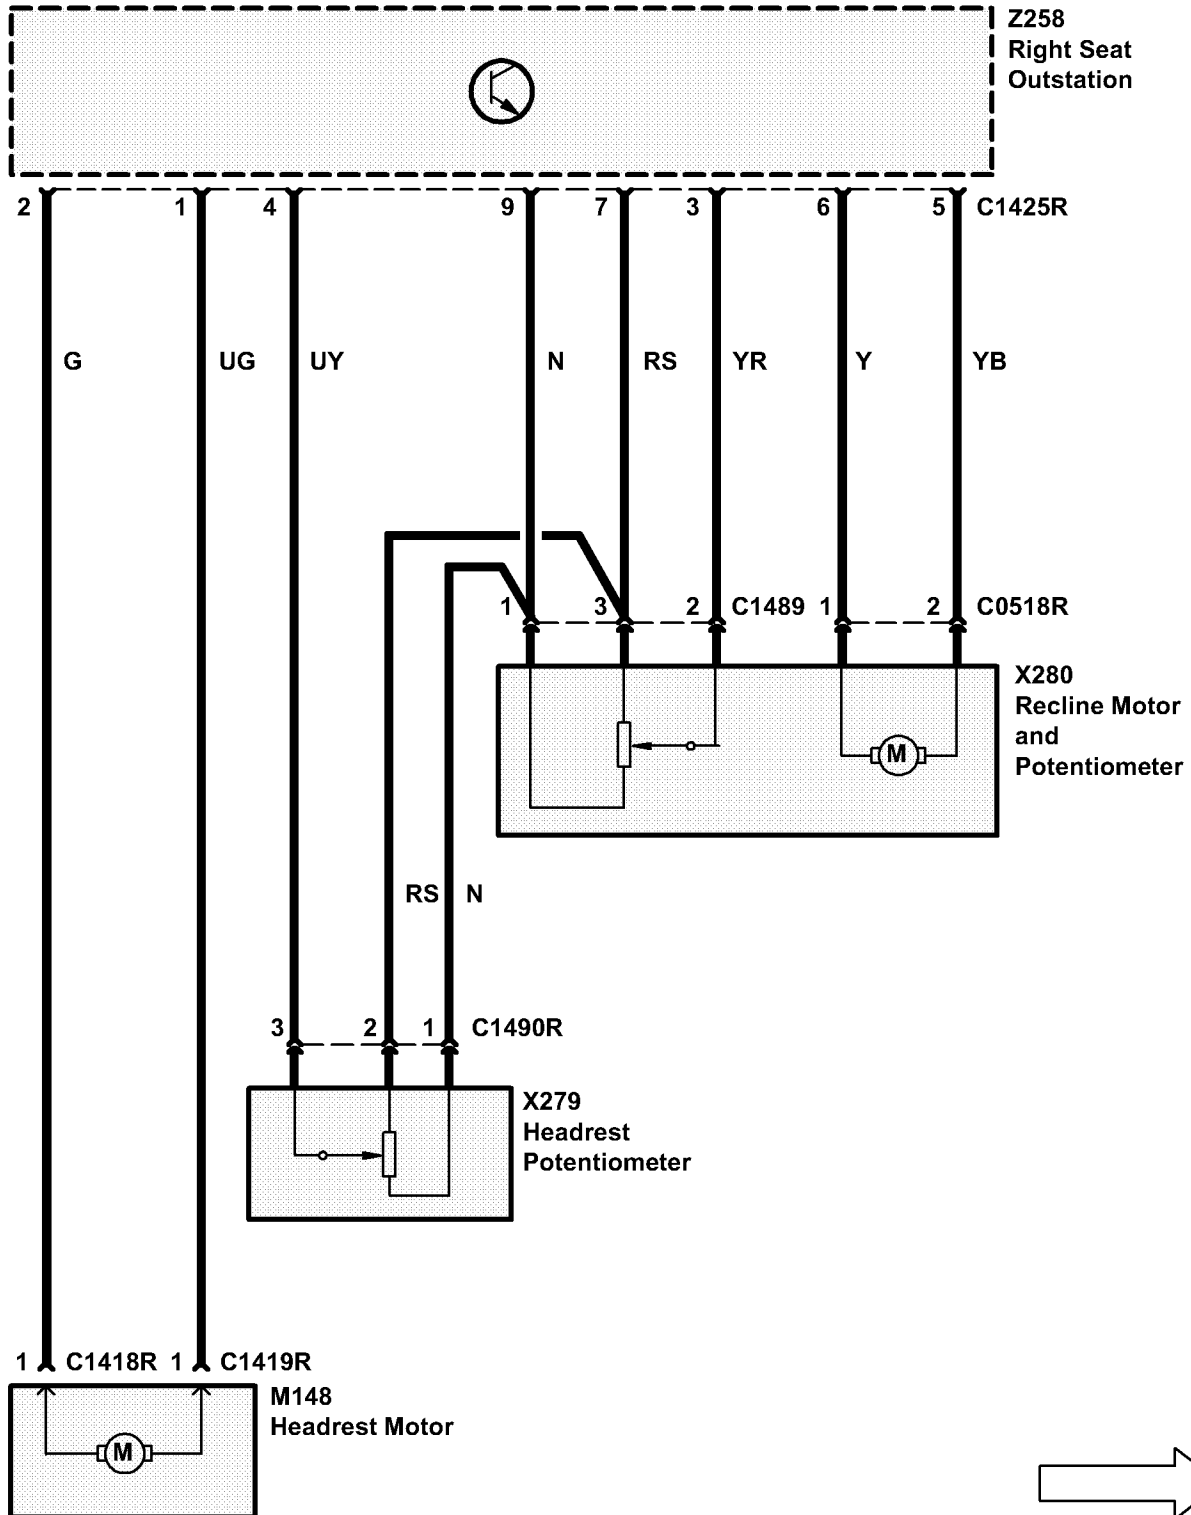 Z258
Right Seat
Outstation
2 1 4 9 7 3 6 5 C1425R
G UG UY N RS YR Y YB
1 3 2 C1489 1 2 C0518R
X280
Recline Motor
and
Potentiometer
M
RS N
3 2 1 C1490R
X279
Headrest
Potentiometer
1 C1418R 1 C1419R
M148
Headrest Motor
M